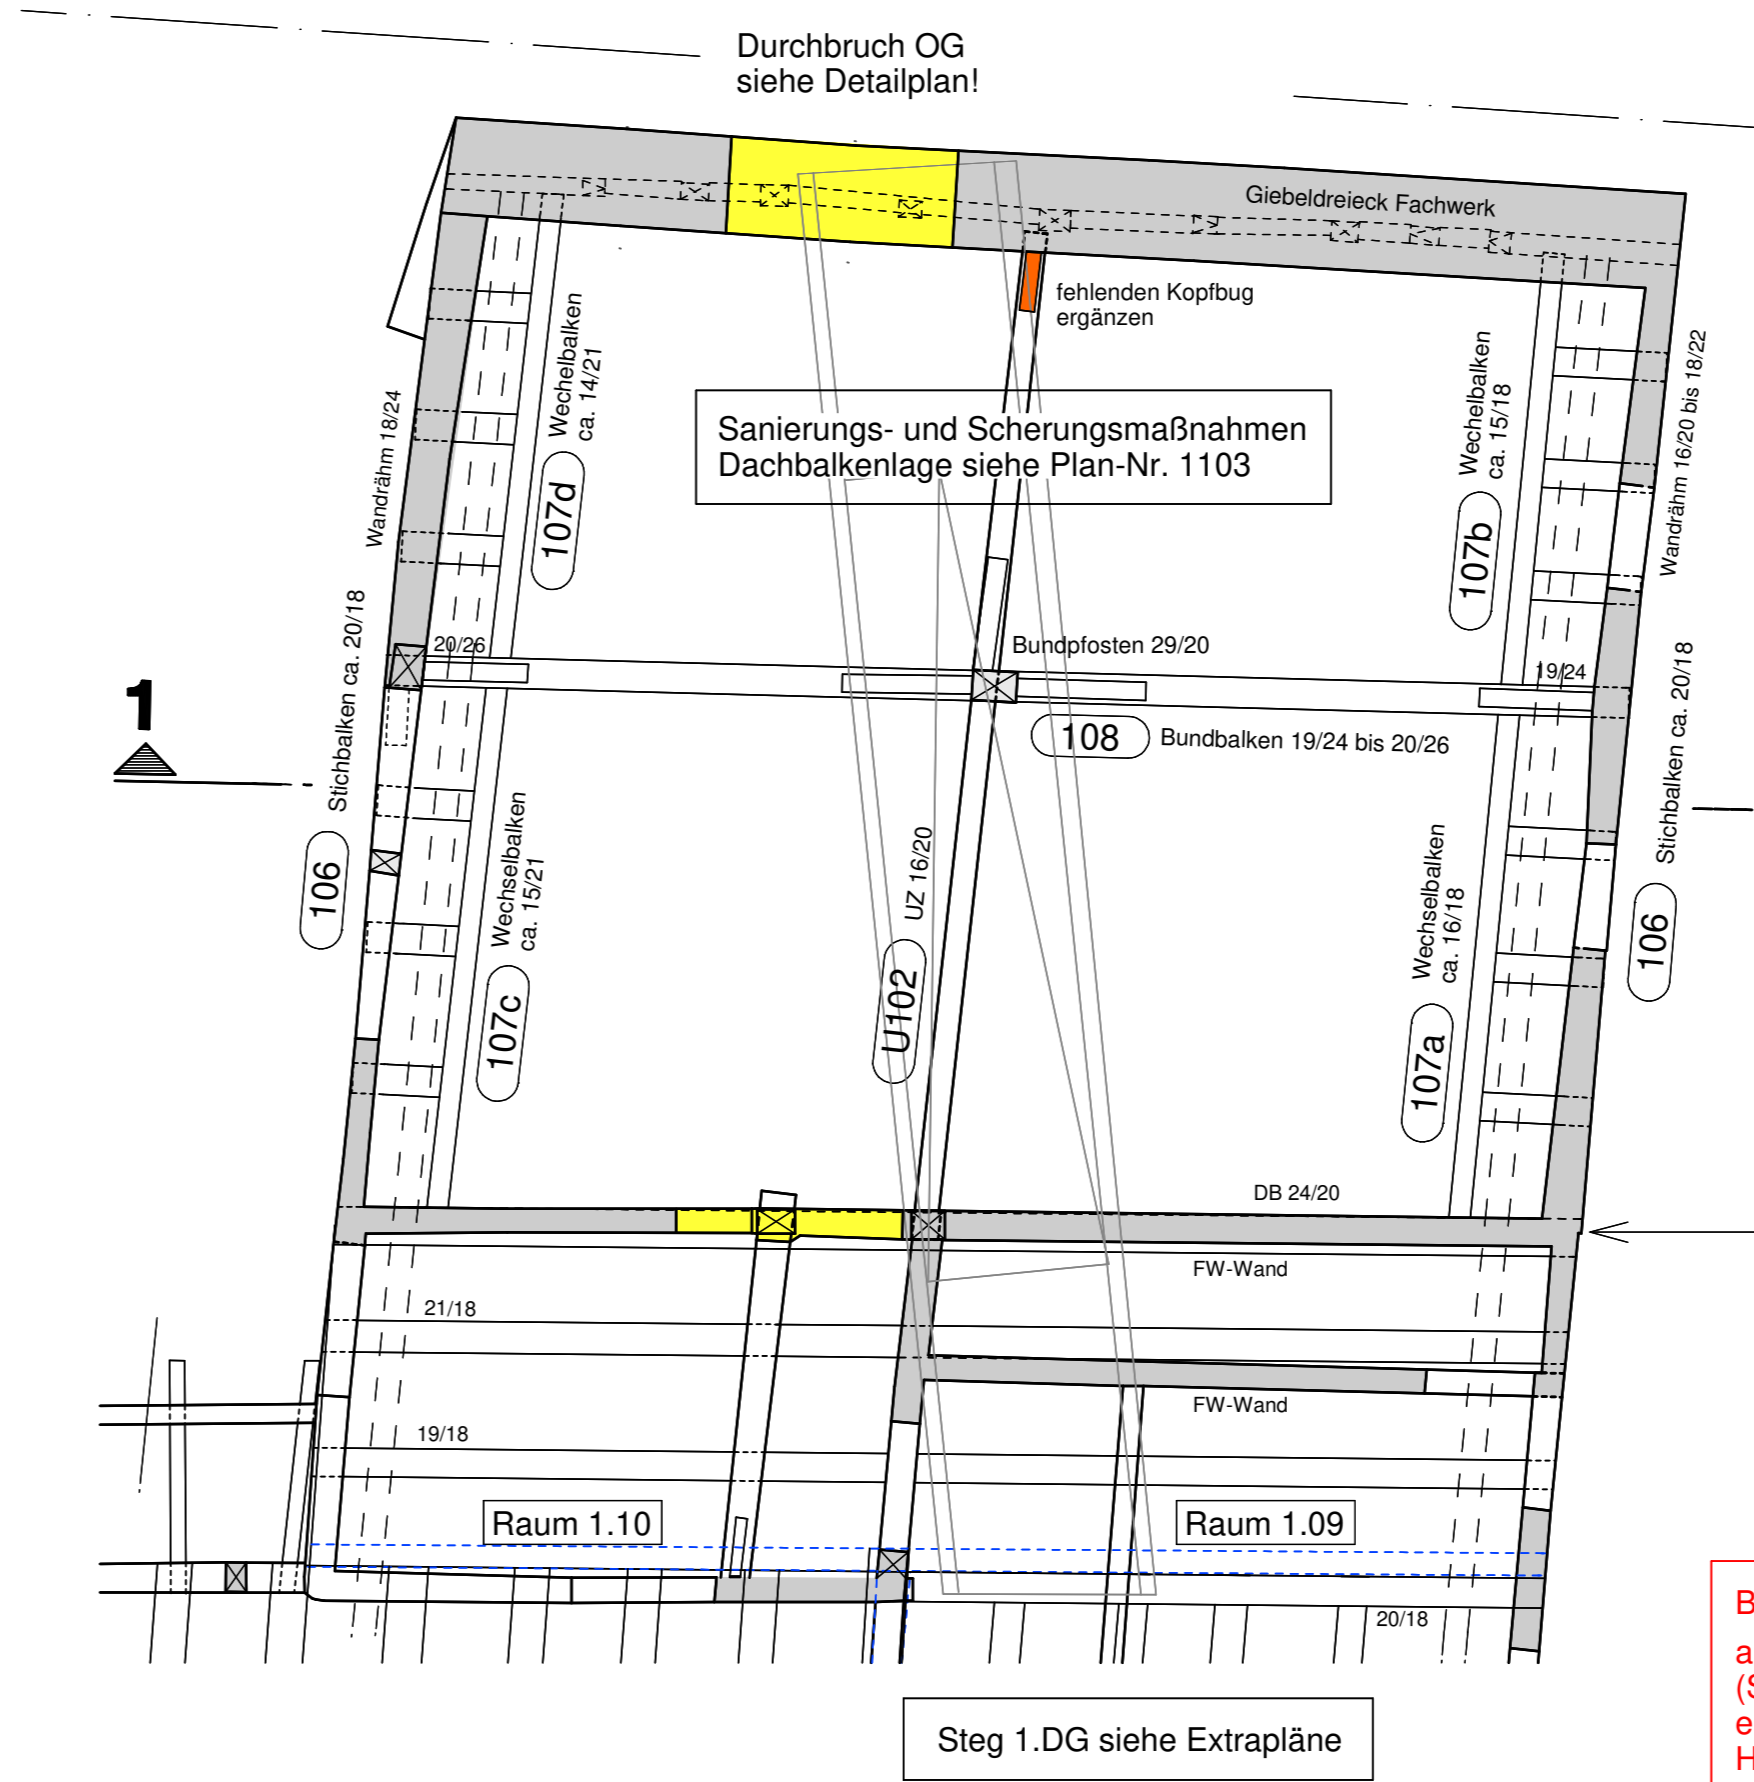 Durchbruch OG
siehe Detailplan!
Giebeldreieck Fachwerk
fehlenden Kopfbug
ergänzen
Wechelbalken
ca. 14/21
107d
Wandrähm 18/24
Sanierungs- und Scherungsmaßnahmen
Dachbalkenlage siehe Plan-Nr. 1103
Wechelbalken
ca. 15/18
107b
Wandrähm 16/20 bis 18/22
Stichbalken ca. 20/18
106
20/26
Bundpfosten 29/20
19/24
108
Bundbalken 19/24 bis 20/26
Stichbalken ca. 20/18
106
1
Wechselbalken
ca. 15/21
107c
UZ 16/20
U102
Wechselbalken
ca. 16/18
107a
DB 24/20
FW-Wand
21/18
FW-Wand
19/18
Raum 1.10
Raum 1.09
20/18
Steg 1.DG siehe Extrapläne
B
a
(S
e
H